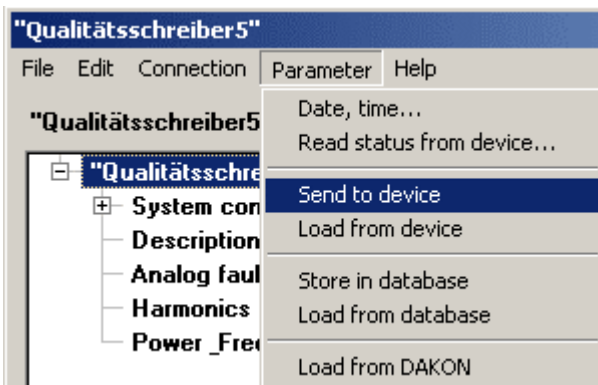 "Qualitätsschreiber5"
File Edit Connection Parameter Help
"Qualitätsschreiber5
Date, time...
Read status from device...
"Qualitätsschre
Send to device
System con
Load from device
Description
Analog faul
Store in database
Harmonics
Load from database
Power _Fre
Load from DAKON